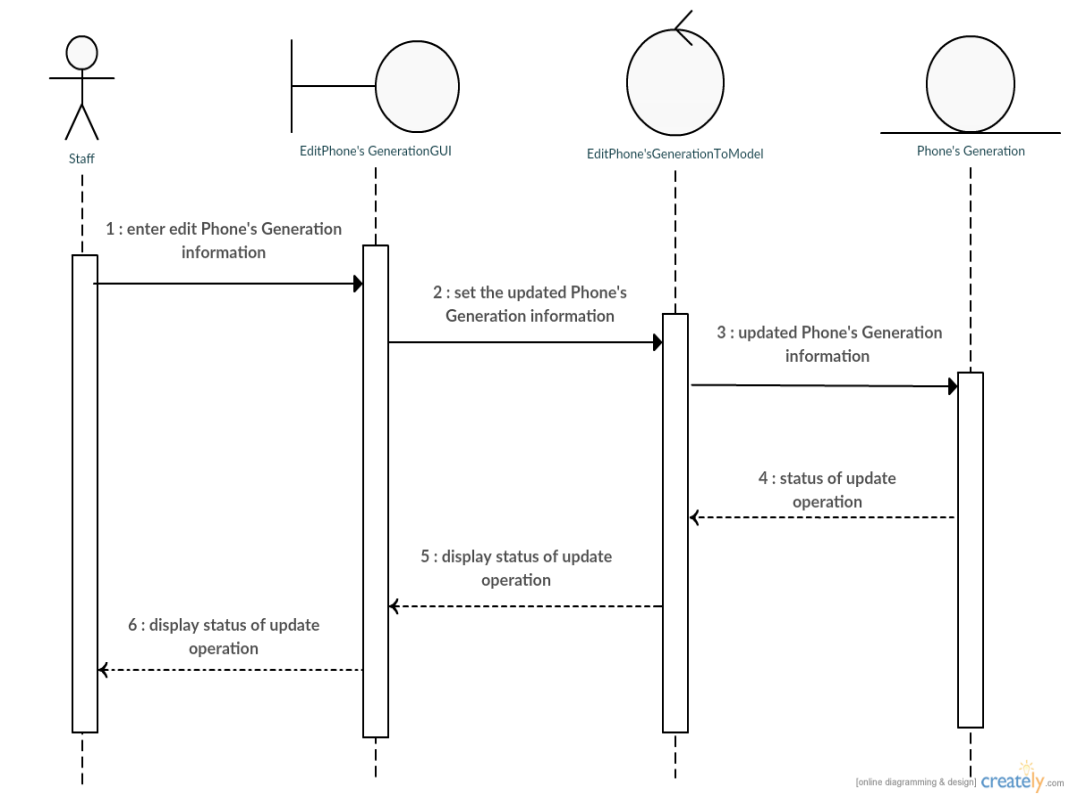 Staff
EditPhone's GenerationGUI
EditPhone'sGenerationToModel
Phone's Generation
1 : enter edit Phone's Generation
information
2 : set the updated Phone's
Generation information
3 : updated Phone's Generation
information
4 : status of update
operation
5 : display status of update
operation
6 : display status of update
operation
[online diagramming & design] creately.com